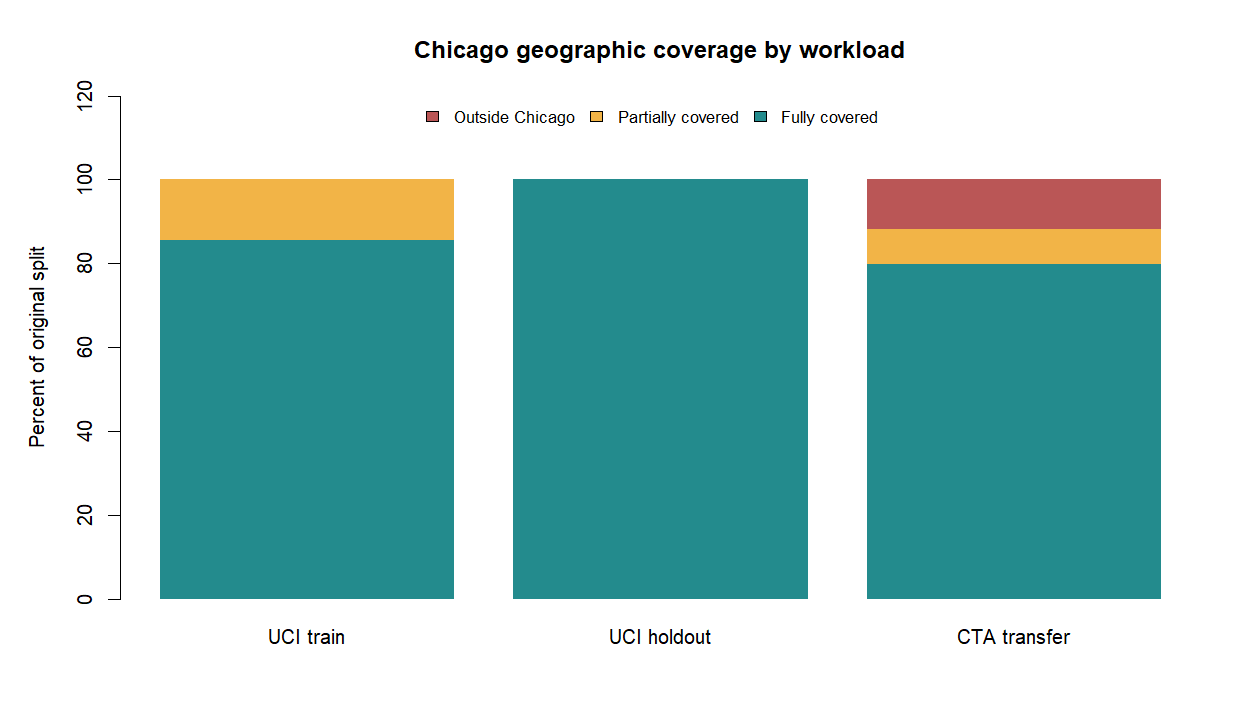 Chicago geographic coverage by workload
Outside Chicago Partially covered Fully covered
Percent of original split
120
100
80
60
40
20
0
UCI train UCI holdout CTA transfer